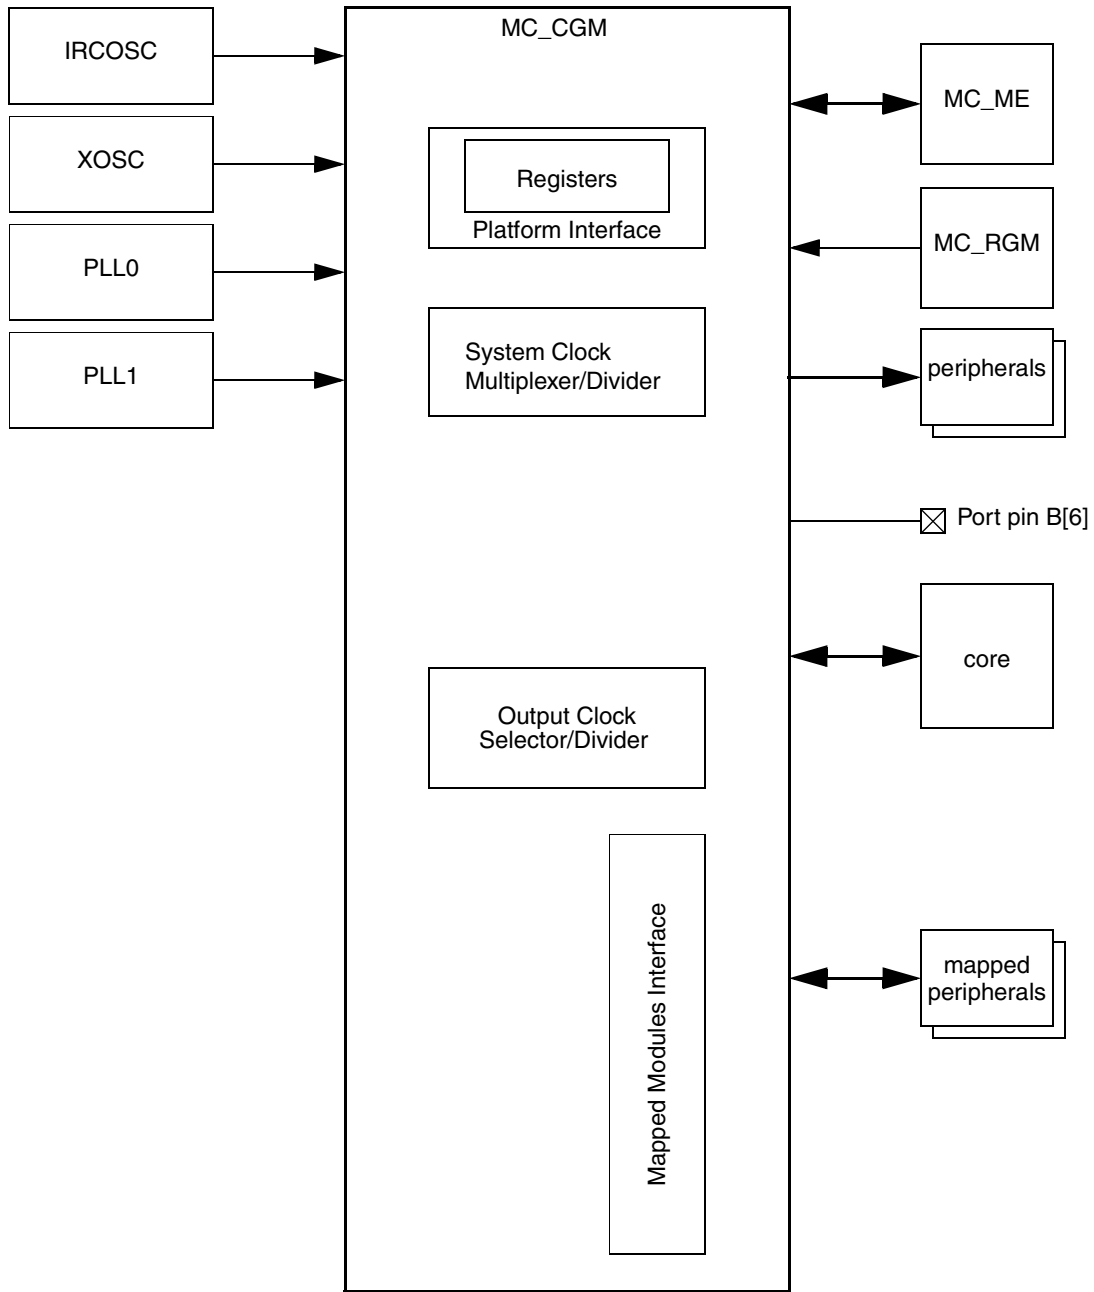 MC_CGM
IRCOSC
XOSC
PLL0
PLL1
Registers
Platform Interface
System Clock
Multiplexer/Divider
Output Clock
Selector/Divider
Mapped Modules Interface
MC_ME
MC_RGM
peripherals
Port pin B[6]
core
mapped
peripherals